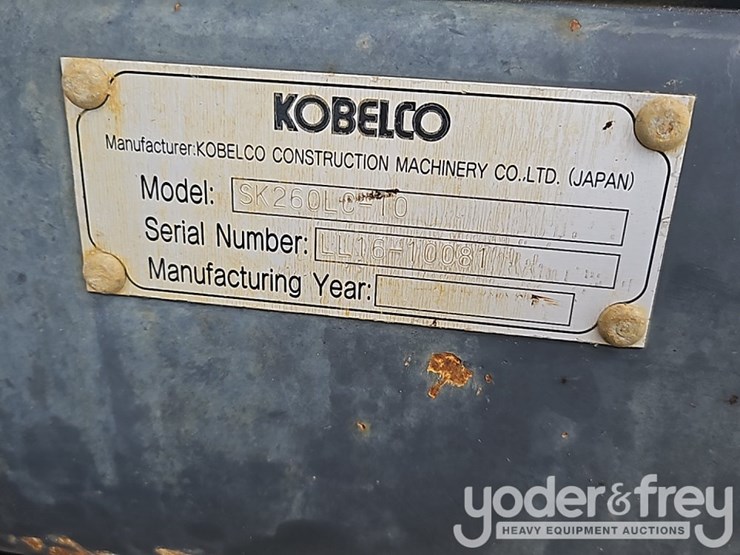 KOBELCO
Manufacturer:KOBELCO CONSTRUCTION MACHINERY CO.,LTD. (JAPAN)
Model: SK260LC-10
Serial Number: LL16-10081
Manufacturing Year:
yoder&frey
HEAVY EQUIPMENT AUCTIONS